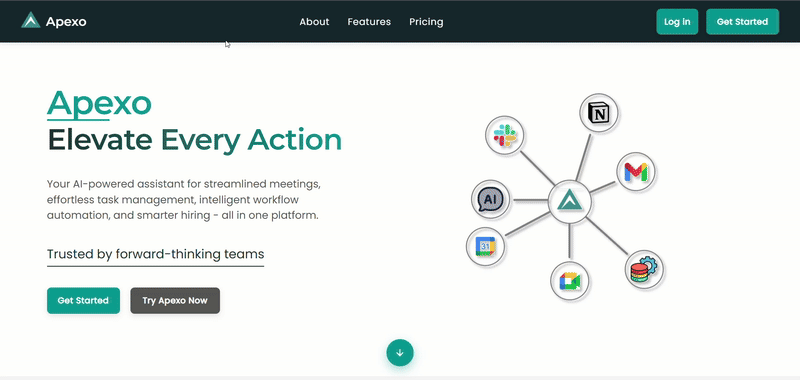 Apexo
About
Features
Pricing
Log in
Get Started
Apexo
Elevate Every Action
Your AI-powered assistant for streamlined meetings,
effortless task management, intelligent workflow
automation, and smarter hiring - all in one platform.
Trusted by forward-thinking teams
Get Started
Try Apexo Now
N
AI
31